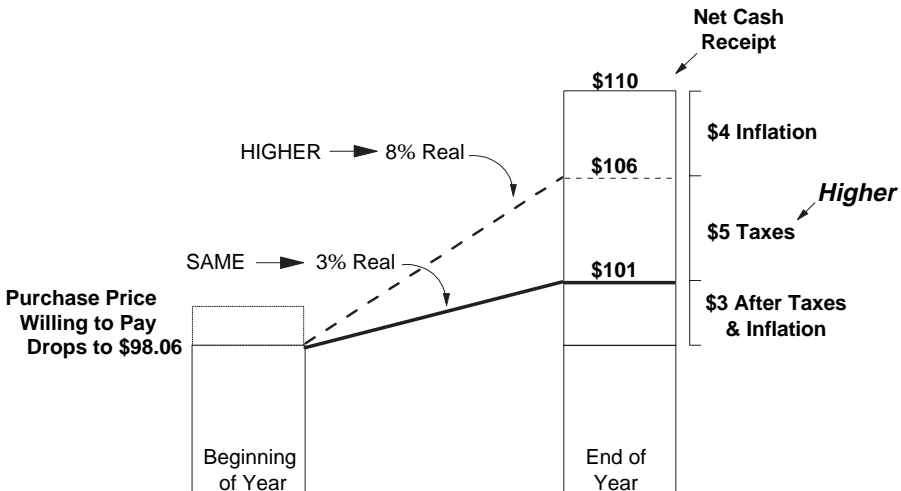 Net Cash
Receipt
$110
$4 Inflation
HIGHER 8% Real
$106
Higher
$5 Taxes
SAME 3% Real
$101
Purchase Price
Willing to Pay
Drops to $98.06
$3 After Taxes
& Inflation
Beginning
of Year
End of
Year